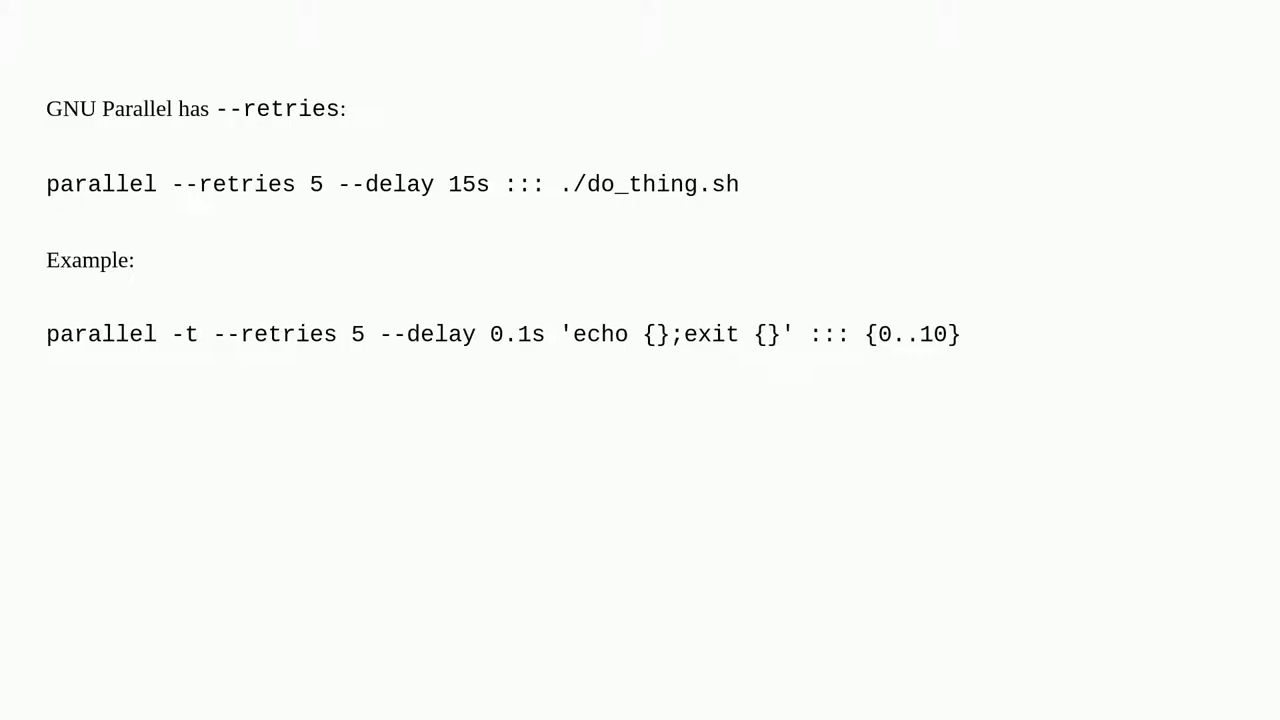 GNU Parallel has --retries:
parallel --retries 5 --delay 15s ::: ./do_thing.sh
Example:
parallel -t --retries 5 --delay 0.1s 'echo {};exit {}' ::: {0..10}